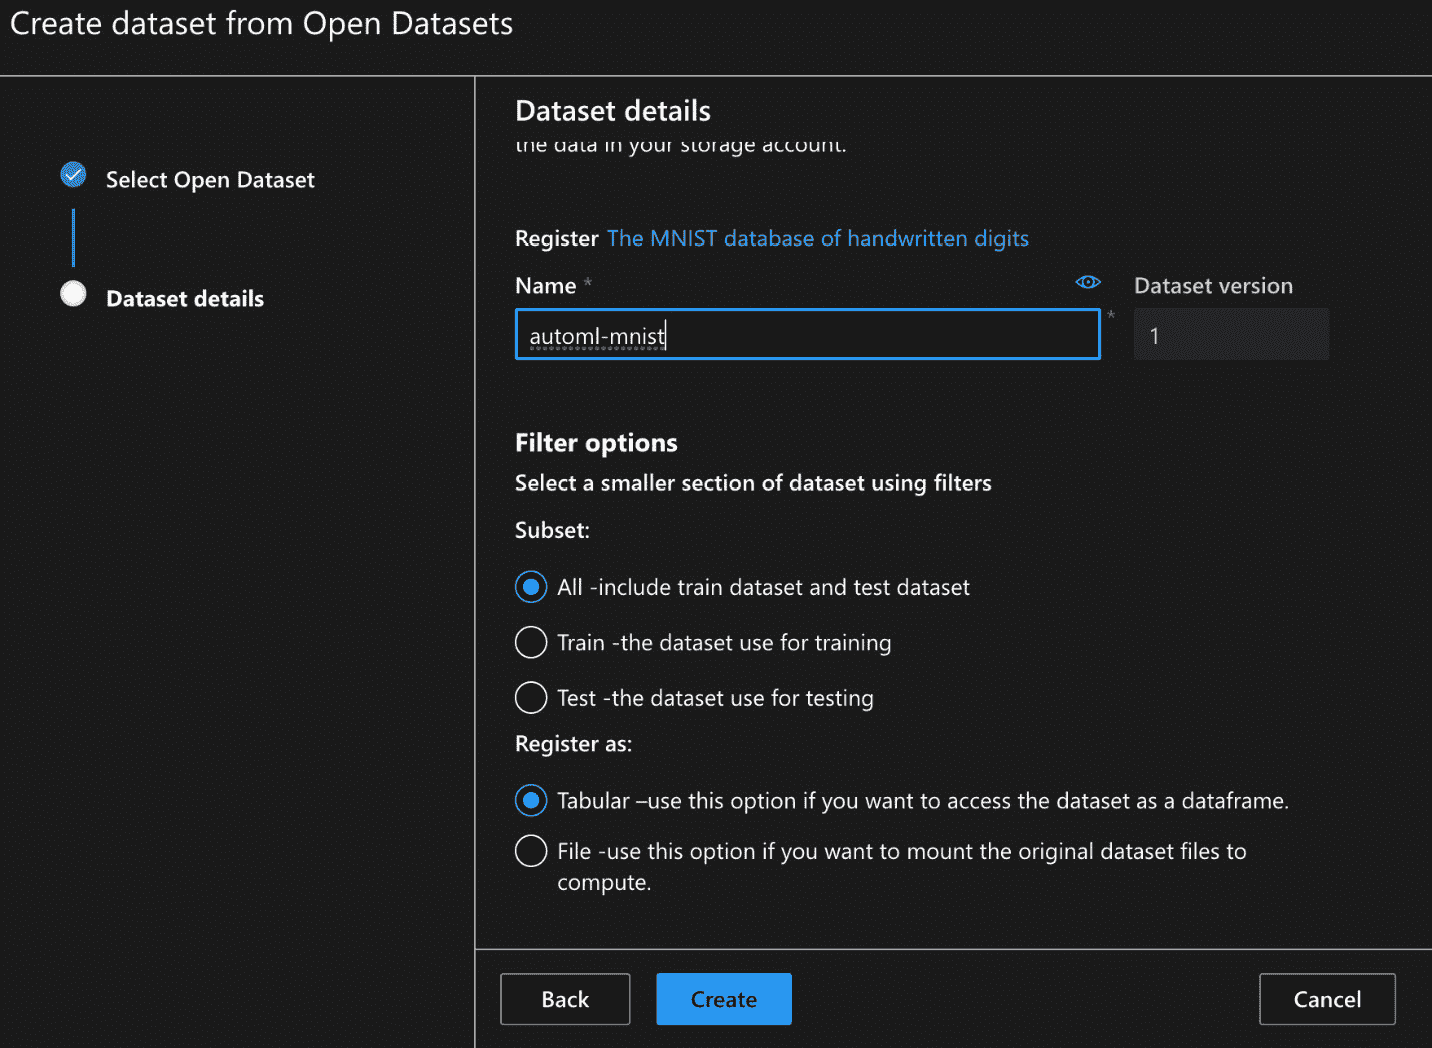 Create dataset from Open Datasets
Select Open Dataset
Dataset details
Dataset details
the data in your storage account.
Register The MNIST database of handwritten digits
Name *
Dataset version
automl-mnist
*
1
Filter options
Select a smaller section of dataset using filters
Subset:
All -include train dataset and test dataset
Train -the dataset use for training
Test -the dataset use for testing
Register as:
Tabular –use this option if you want to access the dataset as a dataframe.
File -use this option if you want to mount the original dataset files to
compute.
Back
Create
Cancel